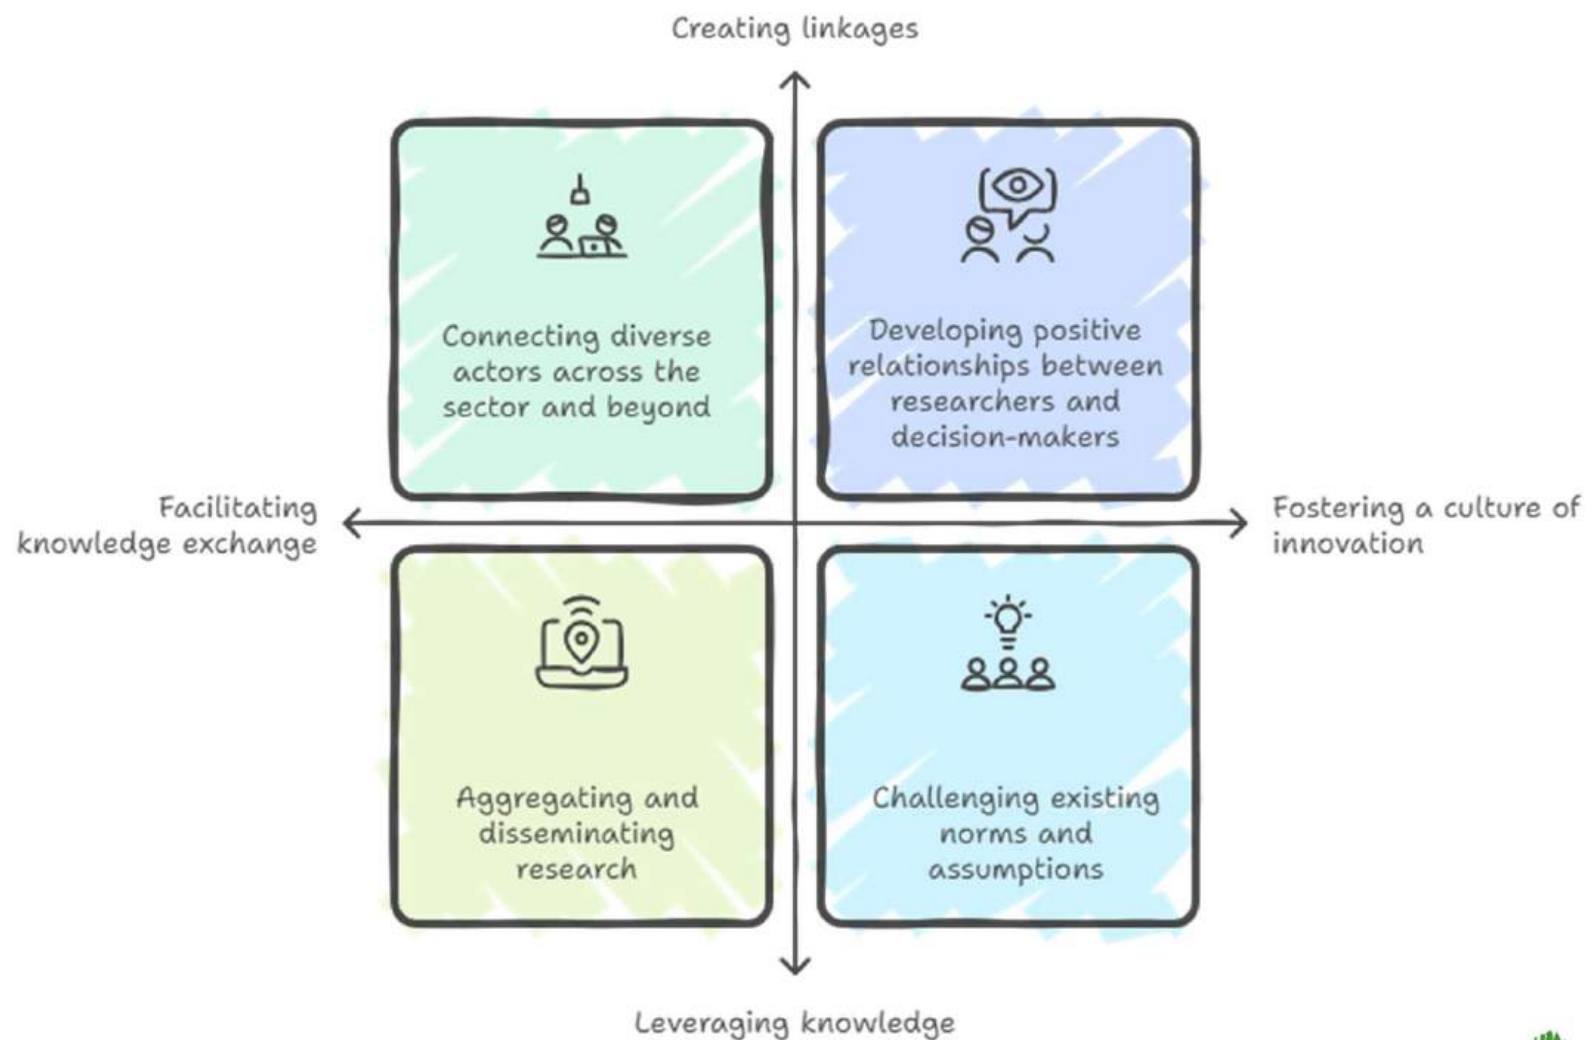 Creating linkages
Connecting diverse
actors across the
sector and beyond
Developing positive
relationships between
researchers and
decision-makers
Facilitating
knowledge exchange
Fostering a culture of
innovation
Aggregating and
disseminating
research
Challenging existing
norms and
assumptions
Leveraging knowledge